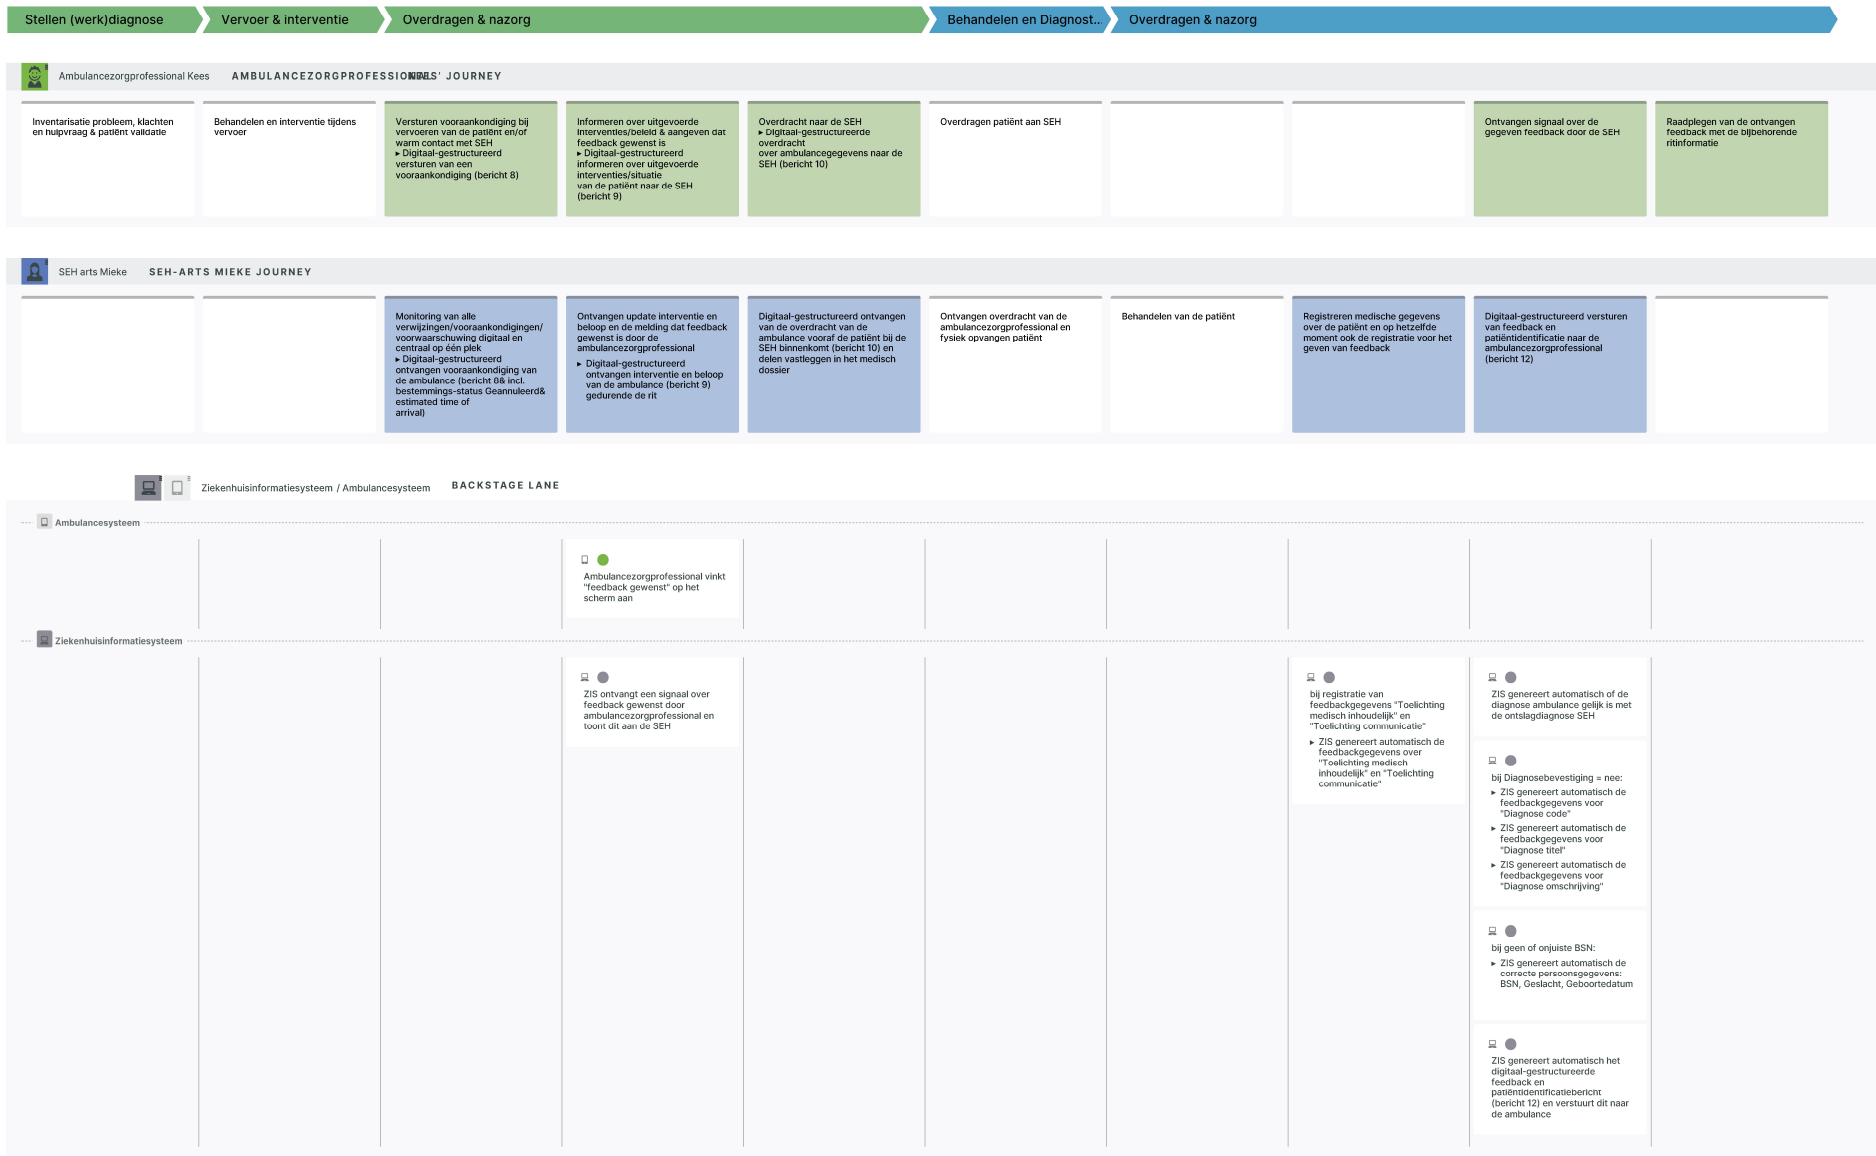 Stellen (werk)diagnose
Vervoer & interventie
Overdragen & nazorg
Behandelen en Diagnost...
Overdragen & nazorg
Ambulancezorgprofessional Kees
AMBULANCEZORGPROFESSIONAL
KEES' JOURNEY
Inventarisatie probleem, klachten
en hulpvraag & patiënt validatie
Behandelen en interventie tijdens
vervoer
Versturen vooraankondiging bij
vervoeren van de patiënt en/of
warm contact met SEH
▸ Digitaal-gestructureerd
versturen van een
vooraankondiging (bericht 8)
Informeren over uitgevoerde
interventies/beleid & aangeven dat
feedback gewenst is
▸ Digitaal-gestructureerd
informeren over uitgevoerde
interventies/situatie
van de patiënt naar de SEH
(bericht 9)
Overdracht naar de SEH
▸ Digitaal-gestructureerde
overdracht
over ambulancegegevens naar de
SEH (bericht 10)
Overdragen patiënt aan SEH
Ontvangen signaal over de
gegeven feedback door de SEH
Raadplegen van de ontvangen
feedback met de bijbehorende
ritinformatie
SEH arts Mieke
SEH-ARTS MIEKE JOURNEY
Monitoring van alle
verwijzingen/vooraankondigingen/
voorwaarschuwing digitaal en
centraal op één plek
▸ Digitaal-gestructureerd
ontvangen vooraankondiging van
de ambulance (bericht 8& incl.
bestemmings-status Geannuleerd&
estimated time of
arrival)
Ontvangen update interventie en
beloop en de melding dat feedback
gewenst is door de
ambulancezorgprofessional
▸ Digitaal-gestructureerd
ontvangen interventie en beloop
van de ambulance (bericht 9)
gedurende de rit
Digitaal-gestructureerd ontvangen
van de overdracht van de
ambulance vooraf de patiënt bij de
SEH binnenkomt (bericht 10) en
delen vastleggen in het medisch
dossier
Ontvangen overdracht van de
ambulancezorgprofessional en
fysiek opvangen patiënt
Behandelen van de patiënt
Registreren medische gegevens
over de patiënt en op hetzelfde
moment ook de registratie voor het
geven van feedback
Digitaal-gestructureerd versturen
van feedback en
patiëntidentificatie naar de
ambulancezorgprofessional
(bericht 12)
Ziekenhuisinformatiesysteem / Ambulancesysteem
BACKSTAGE LANE
Ambulancesysteem
Ambulancezorgprofessional vinkt
"feedback gewenst" op het
scherm aan
Ziekenhuisinformatiesysteem
ZIS ontvangt een signaal over
feedback gewenst door
ambulancezorgprofessional en
toont dit aan de SEH
bij registratie van
feedbackgegevens "Toelichting
medisch inhoudelijk" en
"Toelichting communicatie"
▸ ZIS genereert automatisch de
feedbackgegevens over
"Toelichting medisch
inhoudelijk" en "Toelichting
communicatie"
ZIS genereert automatisch of de
diagnose ambulance gelijk is met
de ontslagdiagnose SEH
bij Diagnosebevestiging = nee:
▸ ZIS genereert automatisch de
feedbackgegevens voor
"Diagnose code"
▸ ZIS genereert automatisch de
feedbackgegevens voor
"Diagnose titel"
▸ ZIS genereert automatisch de
feedbackgegevens voor
"Diagnose omschrijving"
bij geen of onjuiste BSN:
▸ ZIS genereert automatisch de
correcte persoonsgegevens:
BSN, Geslacht, Geboortedatum
ZIS genereert automatisch het
digitaal-gestructureerde
feedback en
patiëntidentificatiebericht
(bericht 12) en verstuurt dit naar
de ambulance